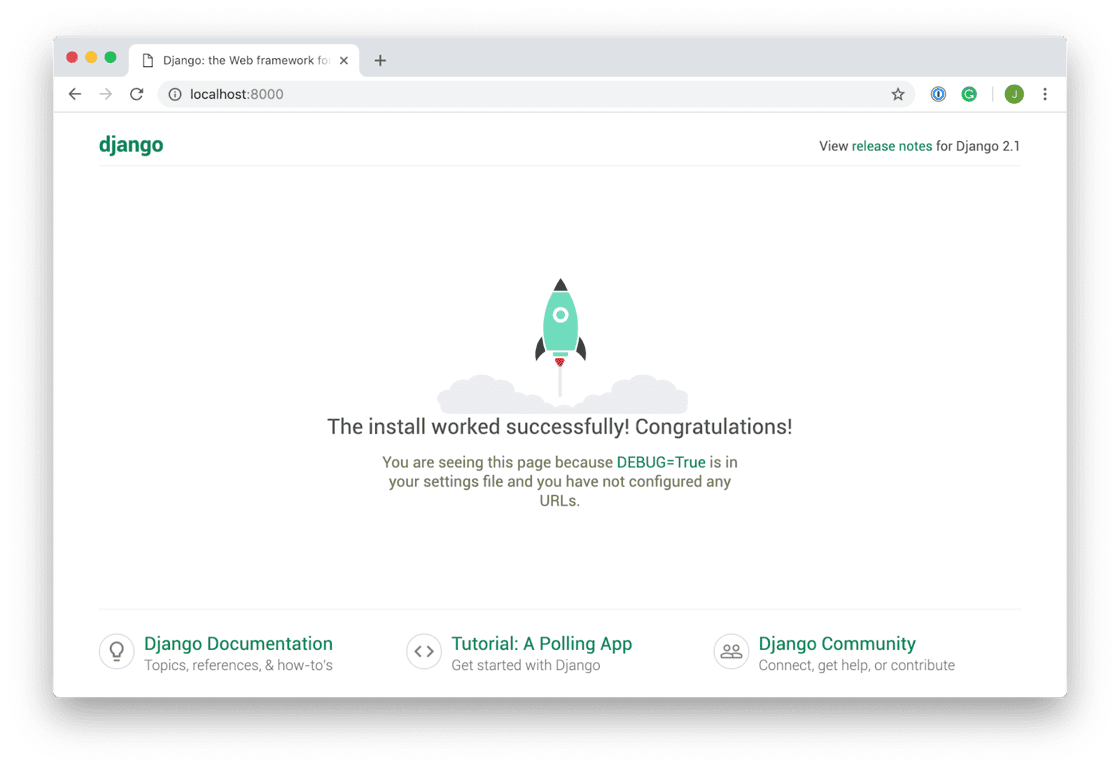 Django: the Web framework fo
localhost:8000
J
django
View release notes for Django 2.1
The install worked successfully! Congratulations!
You are seeing this page because DEBUG=True is in
your settings file and you have not configured any
URLs.
Django Documentation
Topics, references, & how-to's
Tutorial: A Polling App
Get started with Django
Django Community
Connect, get help, or contribute